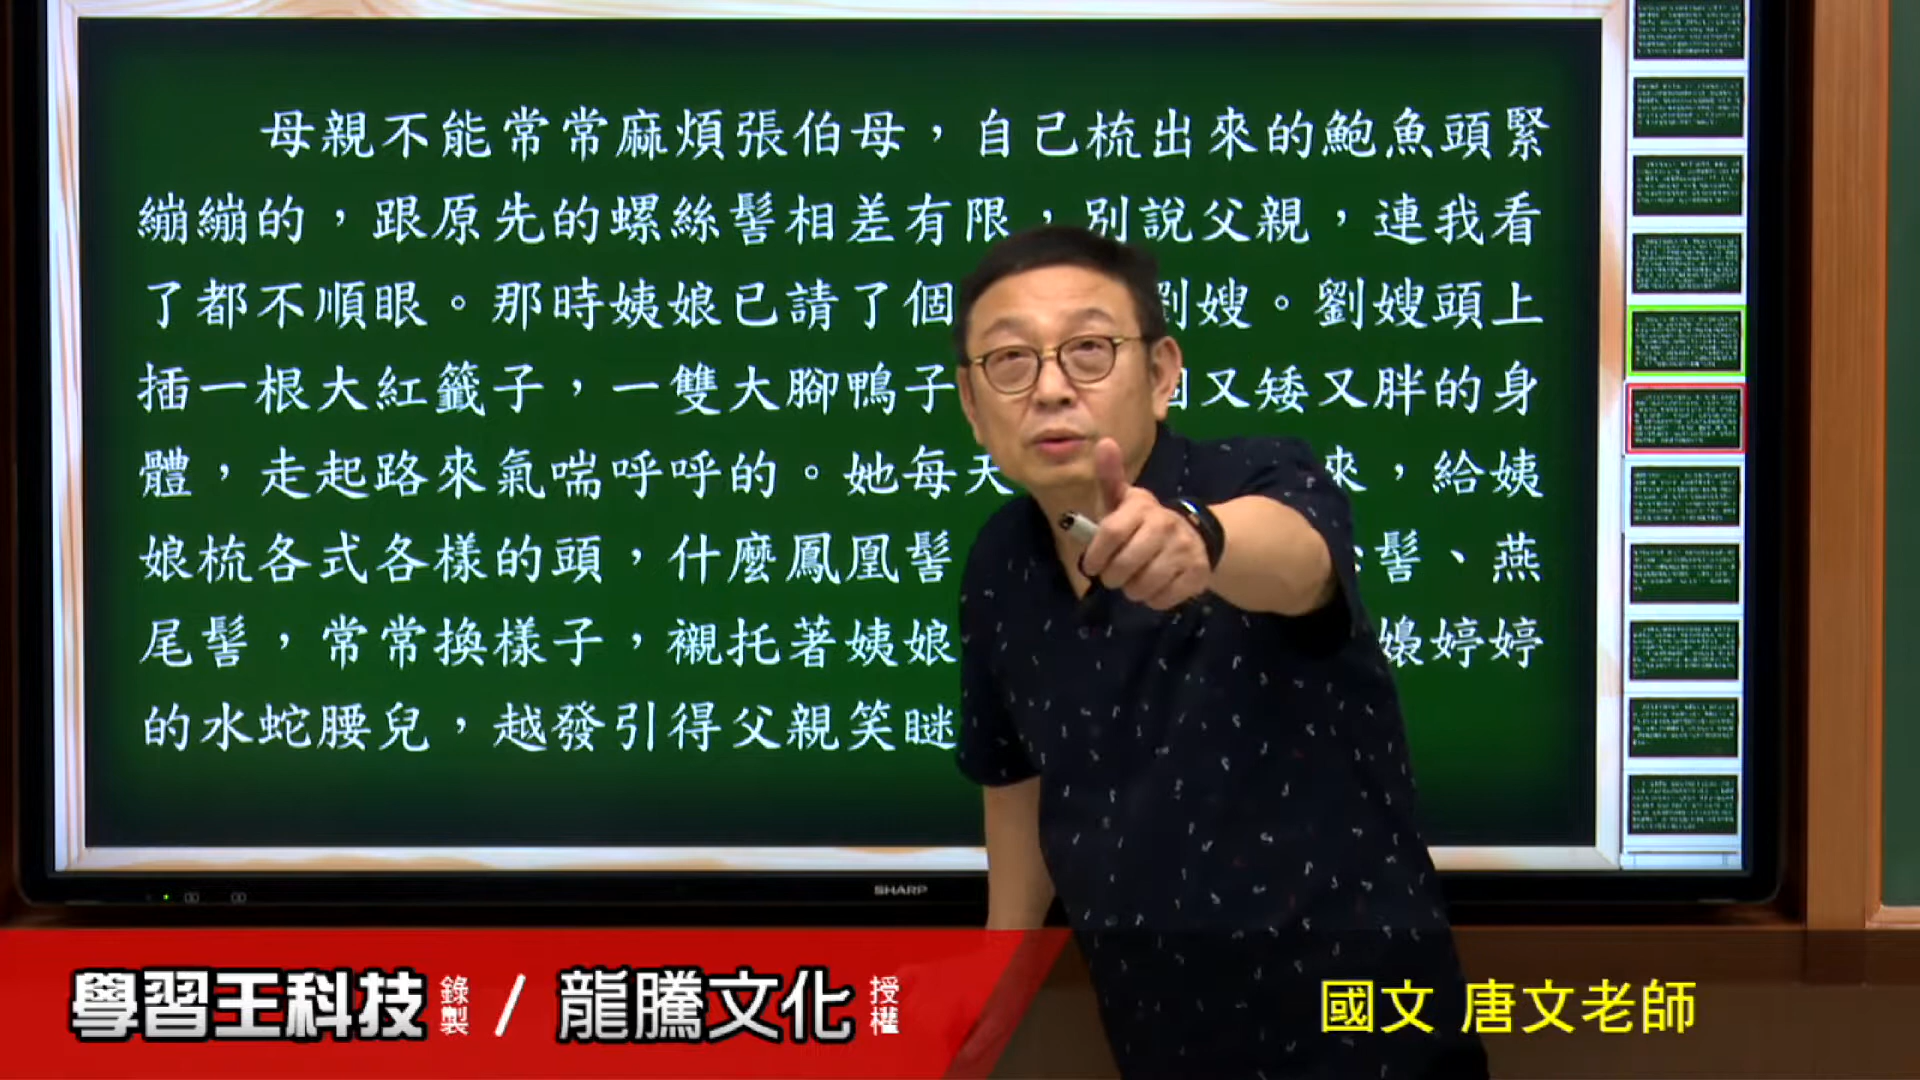 母親不能常常麻煩張伯母，自己梳出來的鮑魚頭緊
繃繃的，跟原先的螺絲髻相差有限，別說父親，連我看
了都不順眼。那時姨娘已請了個 劉嫂。劉嫂頭上
插一根大紅籤子，一雙大腳鴨子 個又矮又胖的身
體，走起路來氣喘呼呼的。她每天 來，給姨
娘梳各式各樣的頭，什麼鳳凰髻 髻、燕
尾髻，常常換樣子，襯托著姨娘 嬝婷婷
的水蛇腰兒，越發引得父親笑瞇
SHARP
學習王科技 錄製 / 龍騰文化 授權
國文 唐文老師